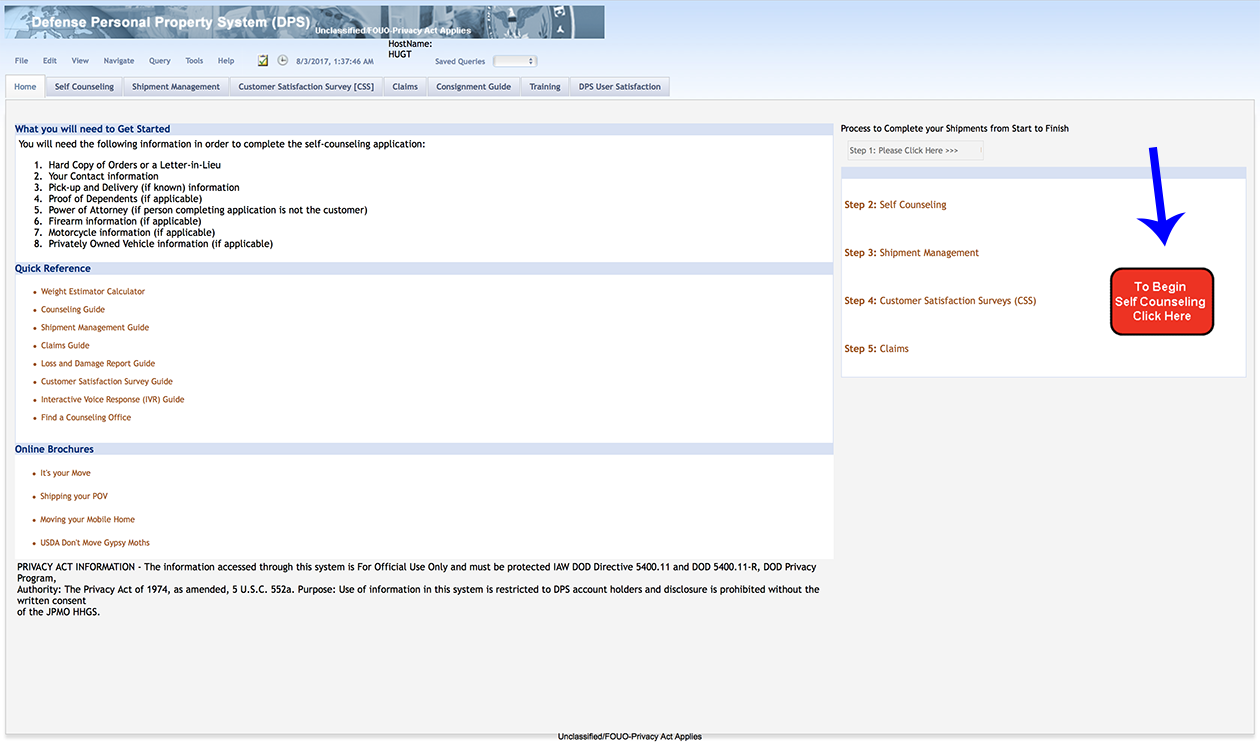 Defense Personal Property System (DPS)
Unclassified/FOUO-Privacy Act Applies
HostName:
HUGT
File Edit View Navigate Query Tools Help 8/3/2017, 1:37:46 AM Saved Queries
Home Self Counseling Shipment Management Customer Satisfaction Survey [CSS] Claims Consignment Guide Training DPS User Satisfaction
What you will need to Get Started
You will need the following information in order to complete the self-counseling application:
1. Hard Copy of Orders or a Letter-in-Lieu
2. Your Contact information
3. Pick-up and Delivery (if known) information
4. Proof of Dependents (if applicable)
5. Power of Attorney (if person completing application is not the customer)
6. Firearm information (if applicable)
7. Motorcycle information (if applicable)
8. Privately Owned Vehicle information (if applicable)
Quick Reference
Weight Estimator Calculator
Counseling Guide
Shipment Management Guide
Claims Guide
Loss and Damage Report Guide
Customer Satisfaction Survey Guide
Interactive Voice Response (IVR) Guide
Find a Counseling Office
Online Brochures
It's your Move
Shipping your POV
Moving your Mobile Home
USDA Don't Move Gypsy Moths
PRIVACY ACT INFORMATION - The information accessed through this system is For Official Use Only and must be protected IAW DOD Directive 5400.11 and DOD 5400.11-R, DOD Privacy
Program,
Authority: The Privacy Act of 1974, as amended, 5 U.S.C. 552a. Purpose: Use of information in this system is restricted to DPS account holders and disclosure is prohibited without the
written consent
of the JPMO HHGS.
Process to Complete your Shipments from Start to Finish
Step 1: Please Click Here >>>
Step 2: Self Counseling
Step 3: Shipment Management
Step 4: Customer Satisfaction Surveys (CSS)
Step 5: Claims
To Begin
Self Counseling
Click Here
Unclassified/FOUO-Privacy Act Applies